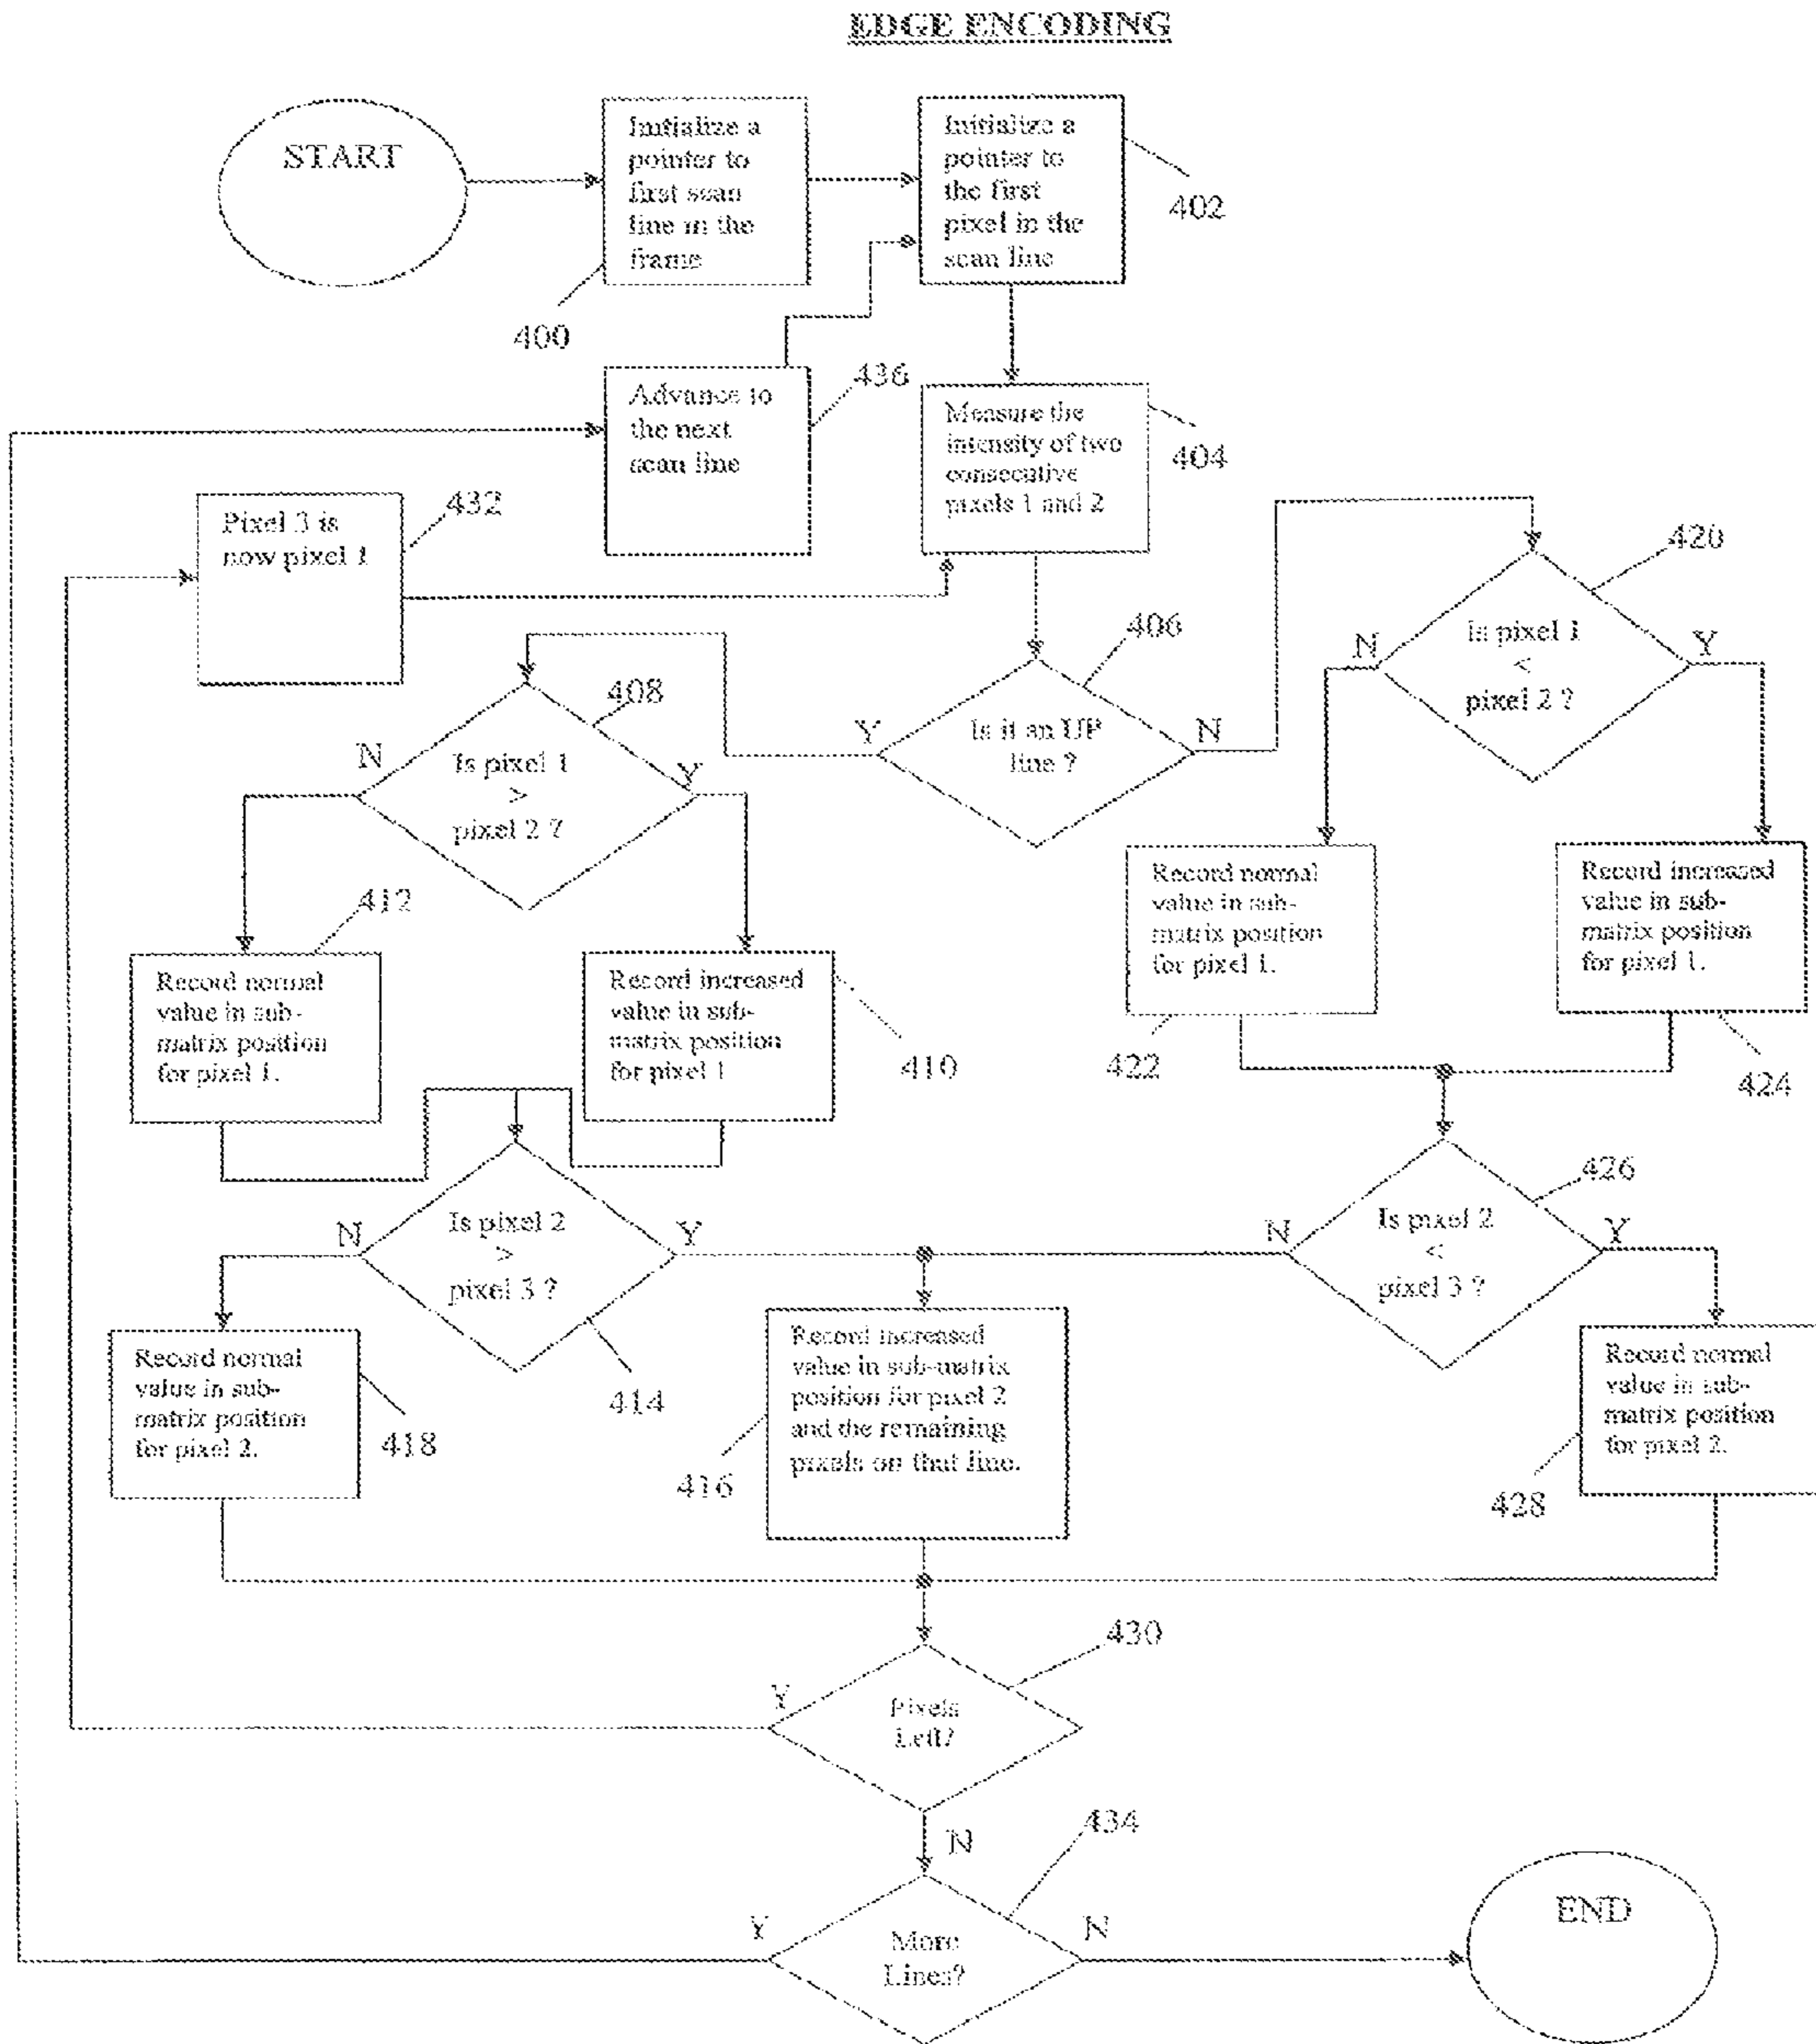 EDGE ENCODING
START
Initialize a
pointer to
first scan
line in the
frame
400
Initialize a
pointer to
the first
pixel in the
scan line
402
Advance to
the next
scan line
436
Measure the
intensity of two
consecutive
pixels 1 and 2
404
Pixel 3 is
now pixel 1
432
406
Is it an UP
line ?
Y
N
420
Is pixel 1
<
pixel 2 ?
N
Y
408
Is pixel 1
>
pixel 2 ?
N
Y
412
Record normal
value in sub-
matrix position
for pixel 1.
Record increased
value in sub-
matrix position
for pixel 1
410
Record normal
value in sub-
matrix position
for pixel 1.
422
Record increased
value in sub-
matrix position
for pixel 1.
424
Is pixel 2
>
pixel 3 ?
N
Y
414
426
Is pixel 2
<
pixel 3 ?
N
Y
Record normal
value in sub-
matrix position
for pixel 2.
418
Record increased
value in sub-matrix
position for pixel 2
and the remaining
pixels on that line.
416
Record normal
value in sub-
matrix position
for pixel 2.
428
430
Pixels
Left?
Y
N
434
More
Lines?
Y
N
END